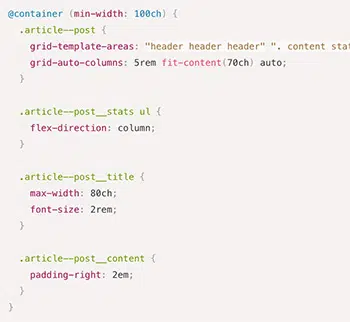 @container (min-width: 100ch) {
.article--post {
grid-template-areas: "header header header" ". content
grid-auto-columns: 5rem fit-content(70ch) auto;
}
.article--post__stats ul {
flex-direction: column;
}
.article--post__title {
max-width: 80ch;
font-size: 2rem;
}
.article--post__content {
padding-right: 2em;
}
}